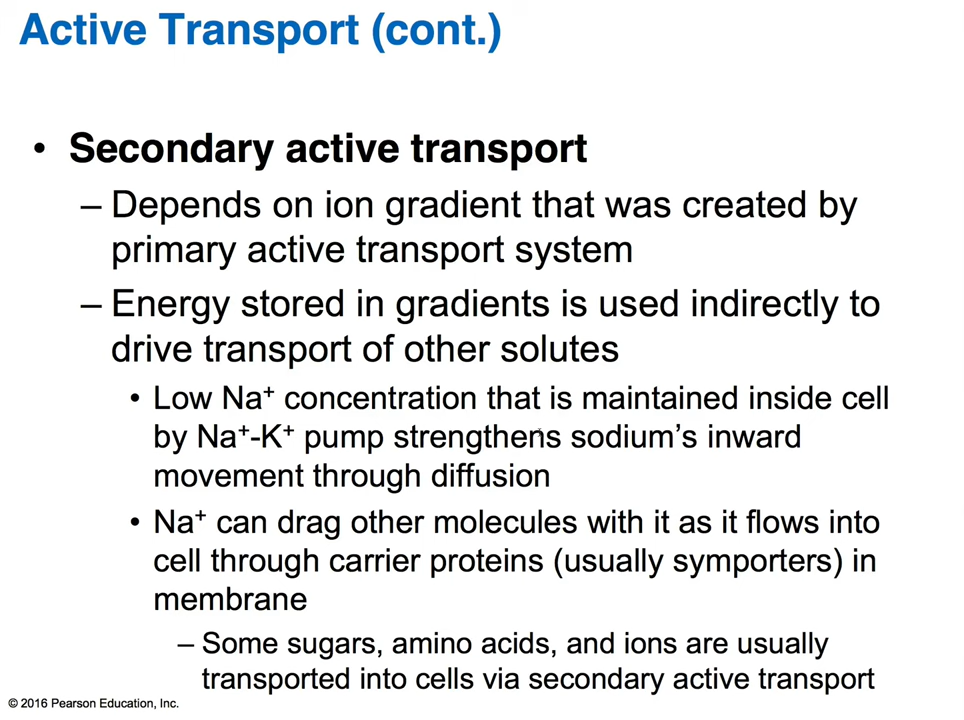 Active Transport (cont.)
• Secondary active transport
– Depends on ion gradient that was created by
primary active transport system
– Energy stored in gradients is used indirectly to
drive transport of other solutes
• Low Na⁺ concentration that is maintained inside cell
by Na⁺-K⁺ pump strengthens sodium’s inward
movement through diffusion
• Na⁺ can drag other molecules with it as it flows into
cell through carrier proteins (usually symporters) in
membrane
– Some sugars, amino acids, and ions are usually
transported into cells via secondary active transport
© 2016 Pearson Education, Inc.